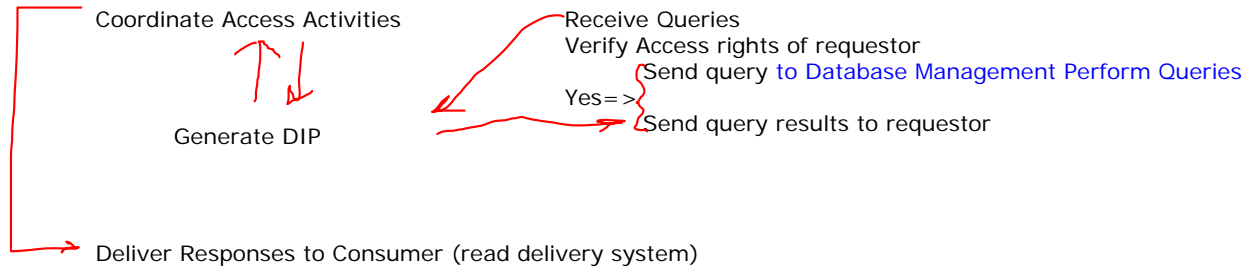 Coordinate Access Activities
Receive Queries
Verify Access rights of requestor
Send query to Database Management Perform Queries
Yes=>
Send query results to requestor
Generate DIP
Deliver Responses to Consumer (read delivery system)